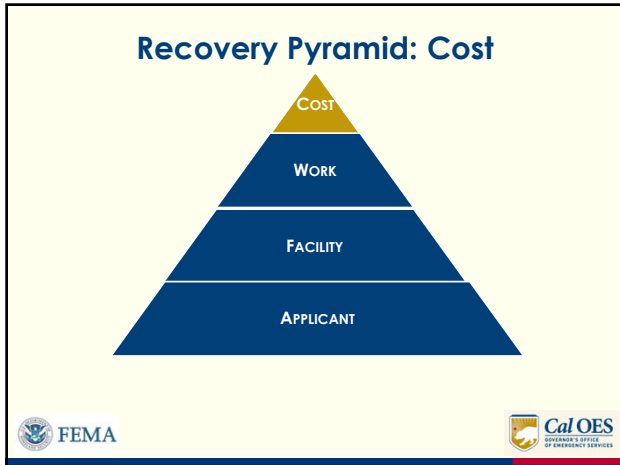 Recovery Pyramid: Cost
COST
WORK
FACILITY
APPLICANT
FEMA
Cal OES
GOVERNOR'S OFFICE
OF EMERGENCY SERVICES